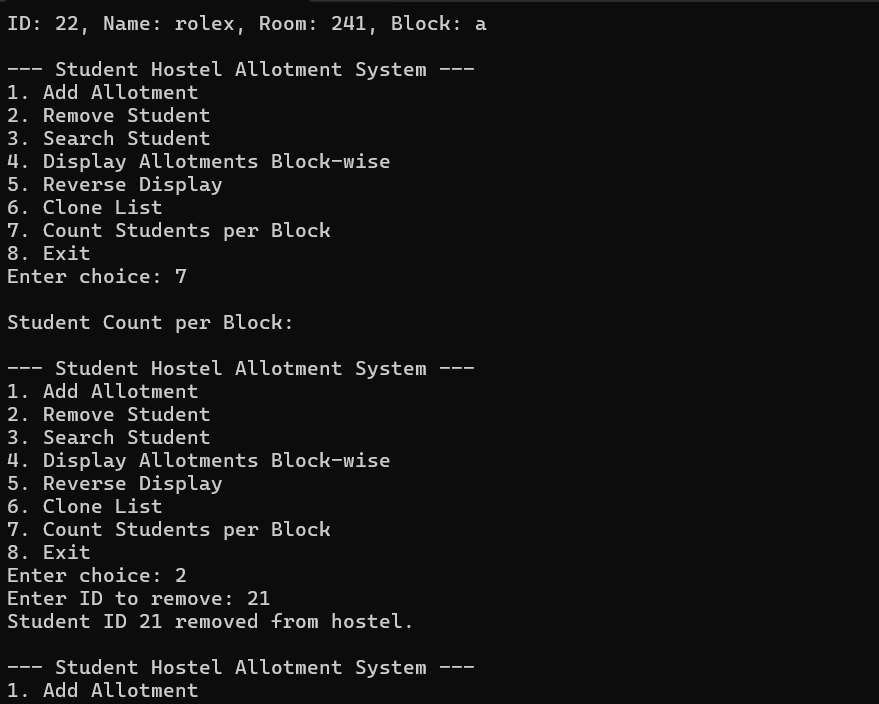 ID: 22, Name: rolex, Room: 241, Block: a
--- Student Hostel Allotment System ---
1. Add Allotment
2. Remove Student
3. Search Student
4. Display Allotments Block-wise
5. Reverse Display
6. Clone List
7. Count Students per Block
8. Exit
Enter choice: 7
Student Count per Block:
--- Student Hostel Allotment System ---
1. Add Allotment
2. Remove Student
3. Search Student
4. Display Allotments Block-wise
5. Reverse Display
6. Clone List
7. Count Students per Block
8. Exit
Enter choice: 2
Enter ID to remove: 21
Student ID 21 removed from hostel.
--- Student Hostel Allotment System ---
1. Add Allotment